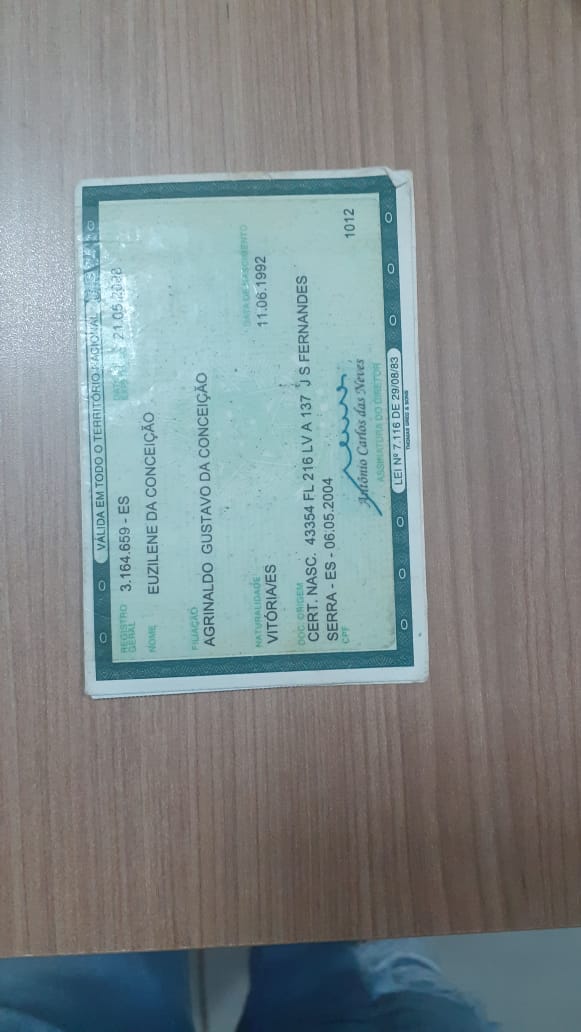 VÁLIDA EM TODO O TERRITÓRIO NACIONAL
REGISTRO GERAL 3.164.659 - ES 21.05.2008
NOME EUZILENE DA CONCEIÇÃO
FILIAÇÃO
AGRINALDO GUSTAVO DA CONCEIÇÃO
NATURALIDADE DATA DE NASCIMENTO
VITÓRIA/ES 11.06.1992
DOC. ORIGEM
CERT. NASC. 43354 FL 216 LV A 137 J S FERNANDES
SERRA - ES - 06.05.2004
CPF
1012
Antônio Carlos das Neves
ASSINATURA DO DIRETOR
LEI Nº 7.116 DE 29/08/83
THOMAS GREG & SONS